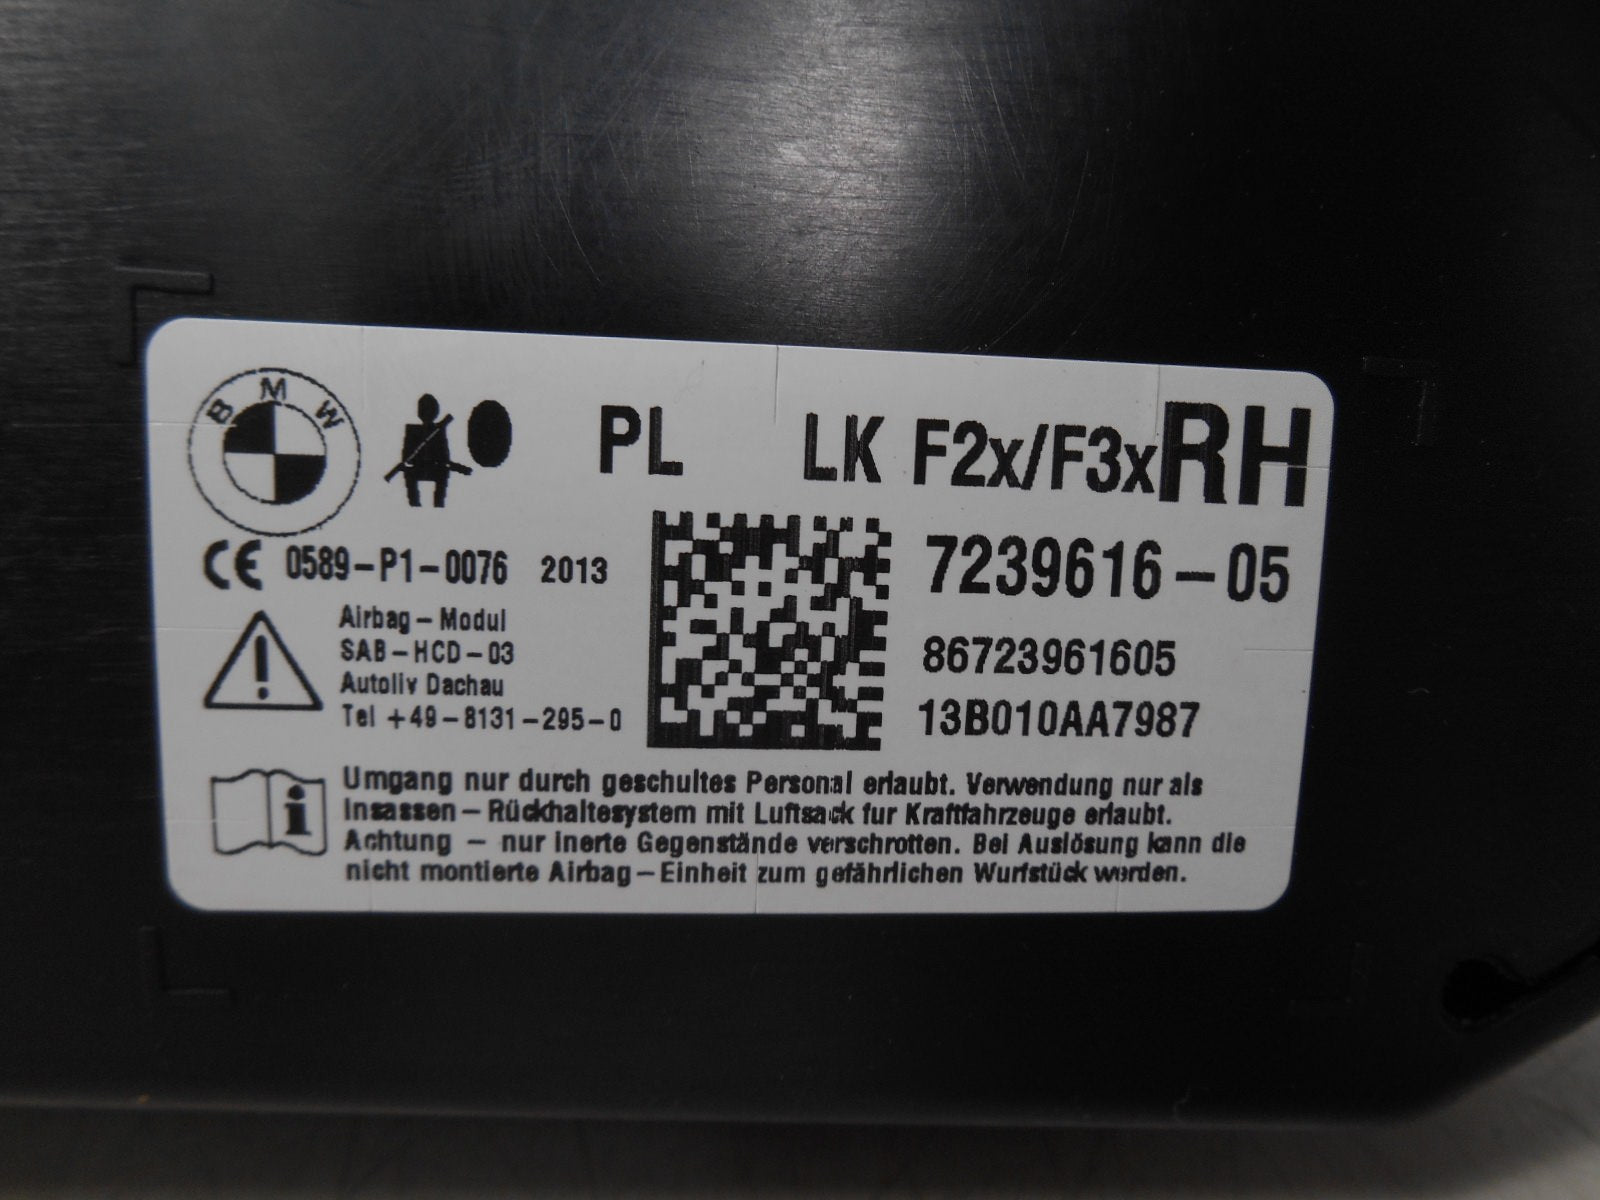 BMW
PL LK F2x/F3x RH
CE 0589-P1-0076 2013
7239616-05
Airbag-Modul
SAB-HCD-03
Autoliv Dachau
Tel +49-8131-295-0
86723961605
13B010AA7987
Umgang nur durch geschultes Personal erlaubt. Verwendung nur als
Insassen-Rückhaltesystem mit Luftsack fur Kraftfahrzeuge erlaubt.
Achtung - nur inerte Gegenstände verschrotten. Bei Auslösung kann die
nicht montierte Airbag-Einheit zum gefährlichen Wurfstück werden.